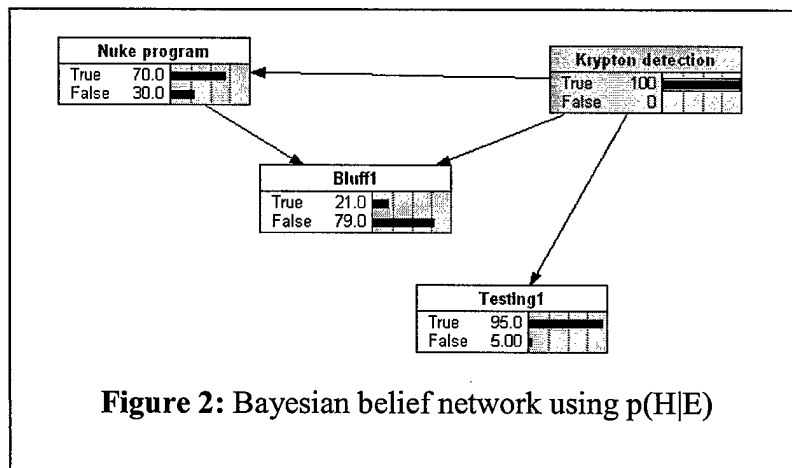 Nuke program
True 70.0
False 30.0
Krypton detection
True 100
False 0
Bluff1
True 21.0
False 79.0
Testing1
True 95.0
False 5.00
Figure 2: Bayesian belief network using p(H|E)